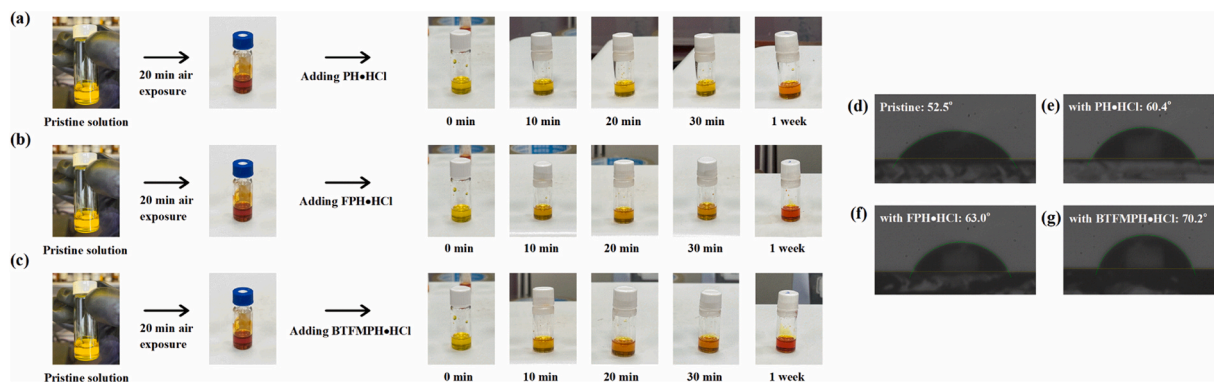 (a)
20 min air
exposure
Adding PH•HCl
Pristine solution
0 min
10 min
20 min
30 min
1 week
(b)
20 min air
exposure
Adding FPH•HCl
Pristine solution
0 min
10 min
20 min
30 min
1 week
(c)
20 min air
exposure
Adding BTFMPH•HCl
Pristine solution
0 min
10 min
20 min
30 min
1 week
(d)
Pristine: 52.5°
(e)
with PH•HCl: 60.4°
(f)
with FPH•HCl: 63.0°
(g)
with BTFMPH•HCl: 70.2°